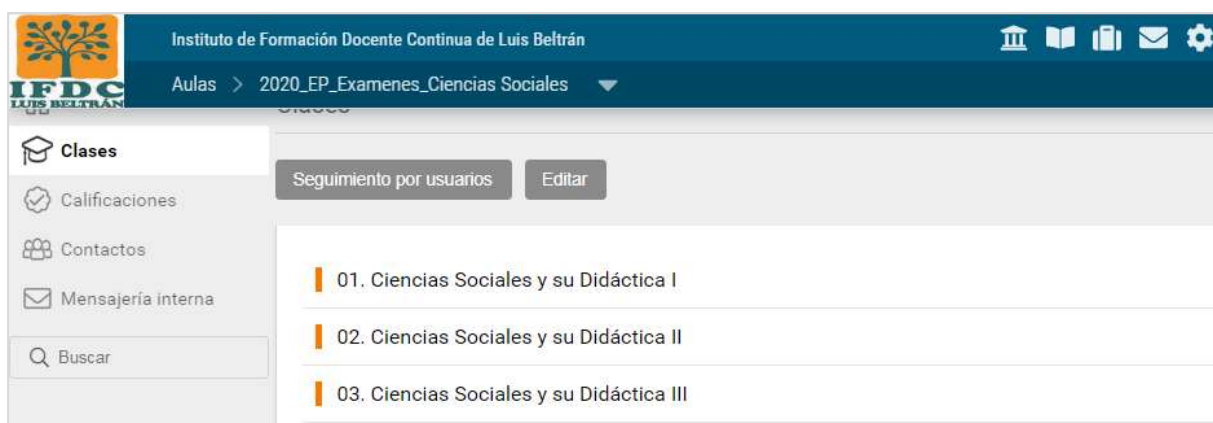 Instituto de Formación Docente Continua de Luis Beltrán
IFDC
LUIS BELTRÁN
Aulas > 2020_EP_Examenes_Ciencias Sociales
Clases
Clases
Seguimiento por usuarios
Editar
Calificaciones
Contactos
Mensajería interna
Buscar
01. Ciencias Sociales y su Didáctica I
02. Ciencias Sociales y su Didáctica II
03. Ciencias Sociales y su Didáctica III